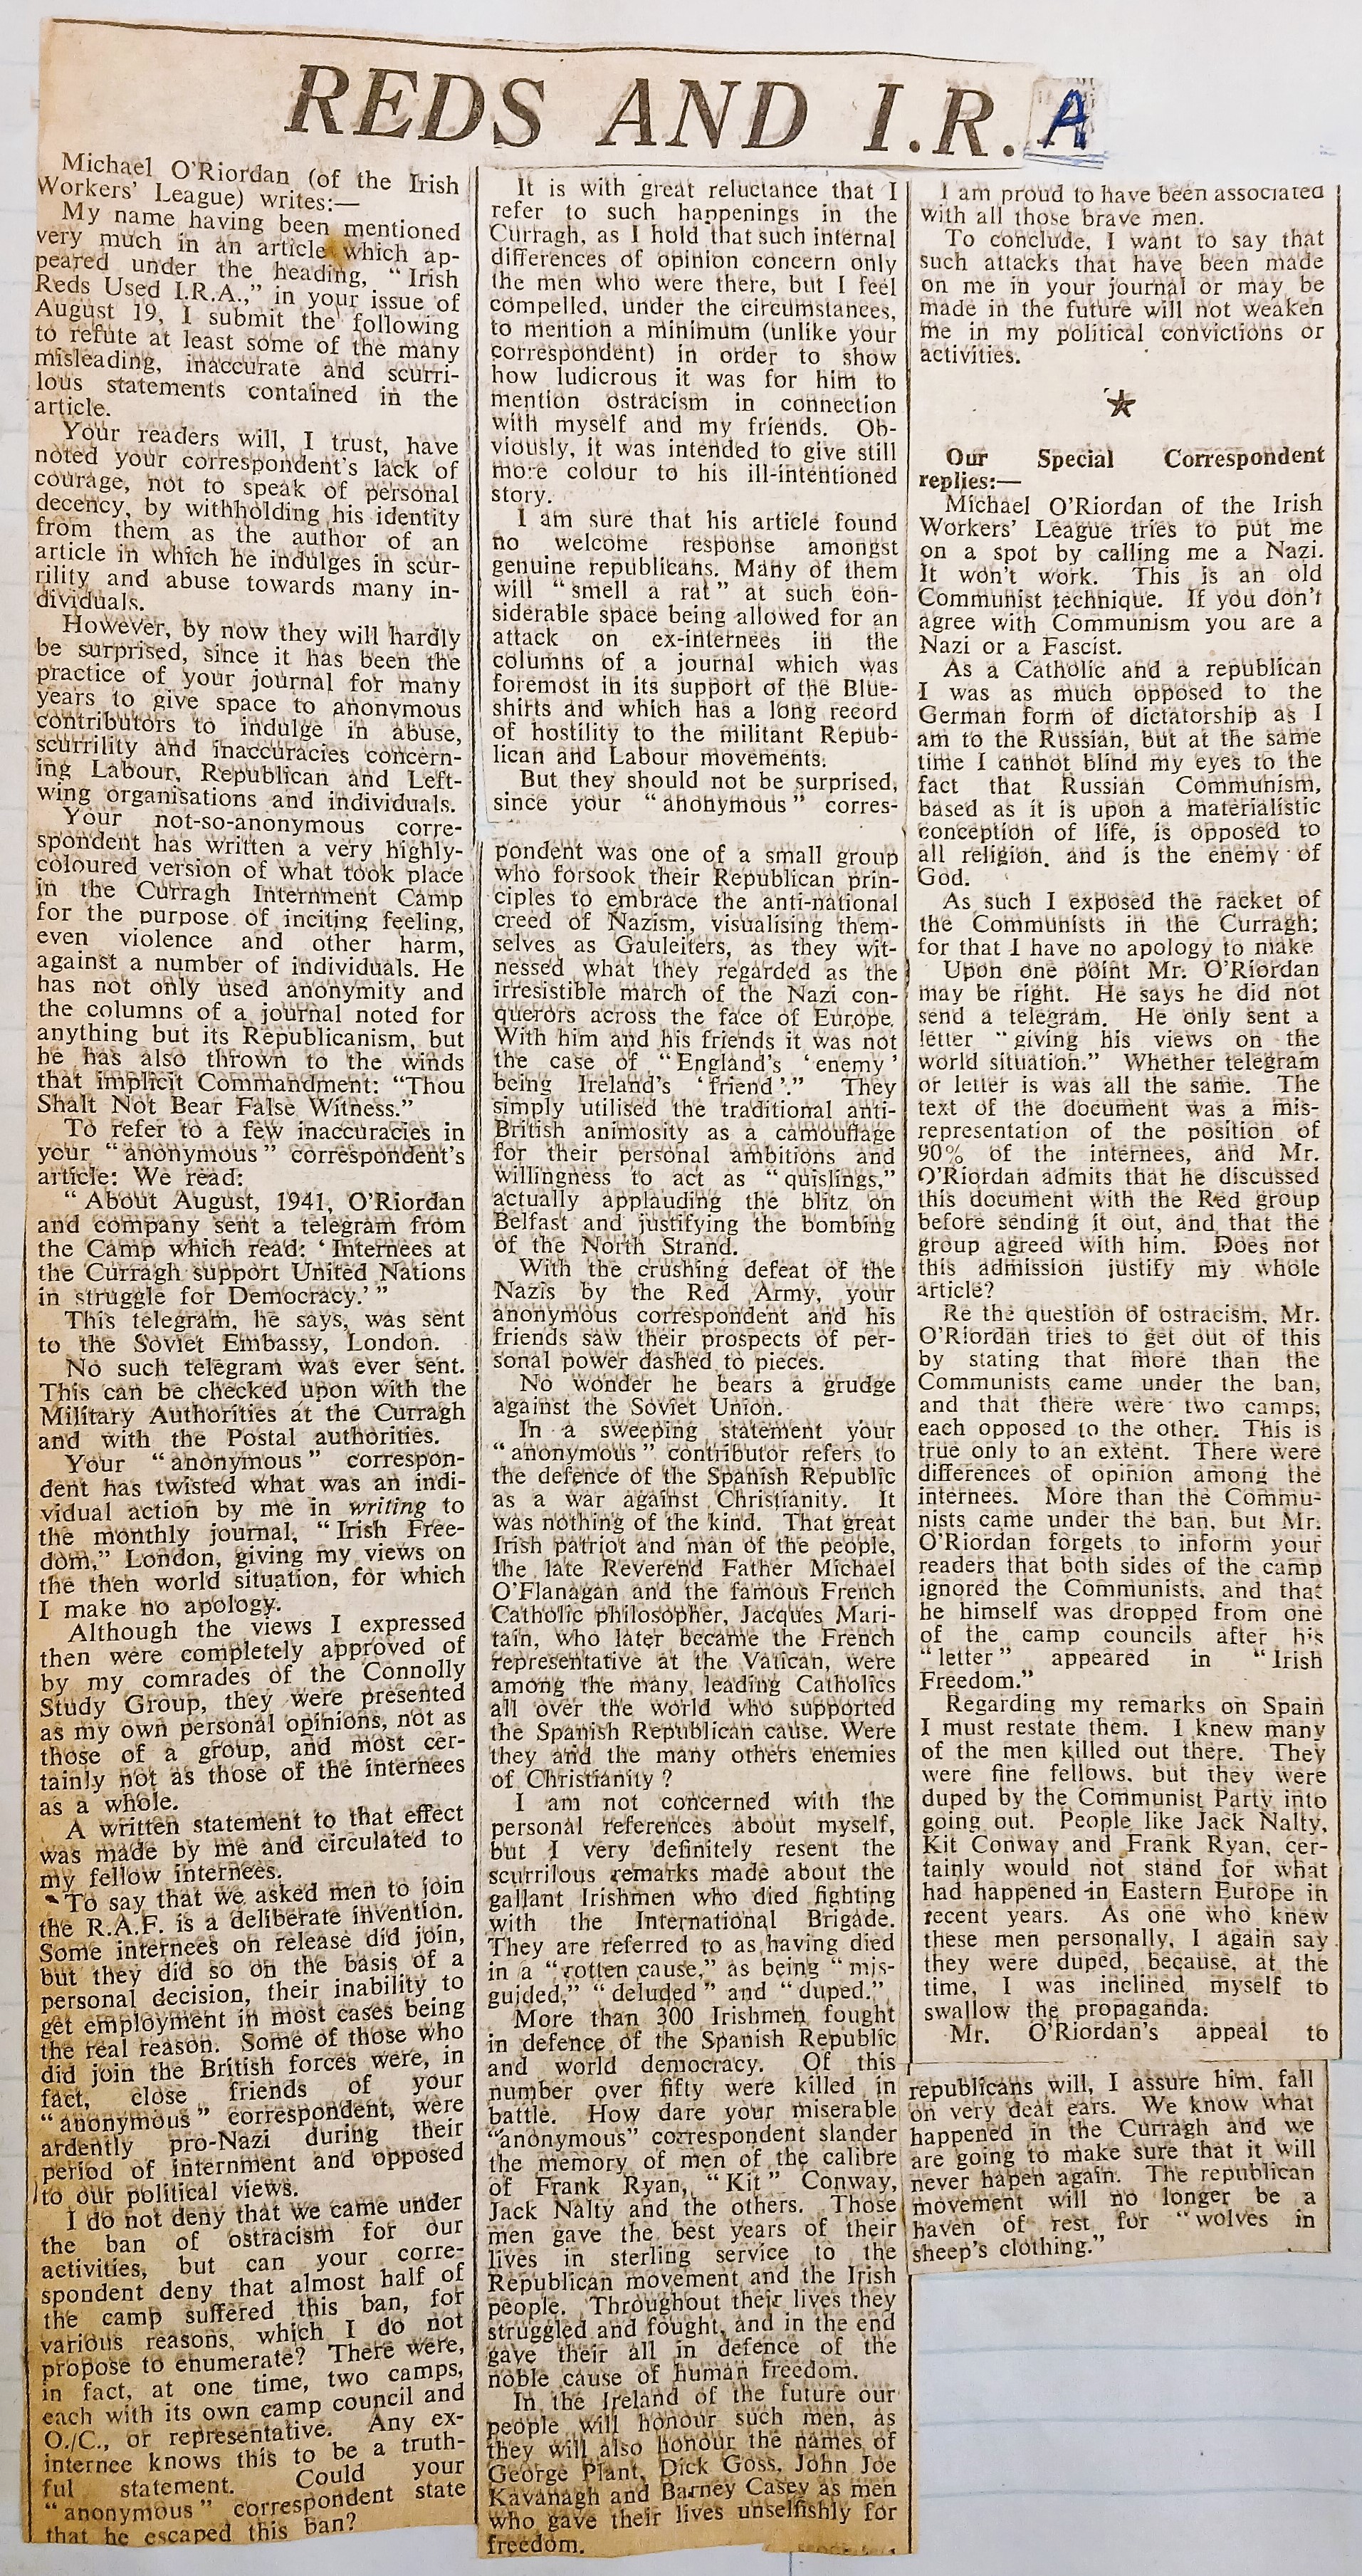 REDS AND I.R.A
Michael O'Riordan (of the Irish
Workers' League) writes:—
My name having been mentioned
very much in an article which ap-
peared under the heading, "Irish
Reds Used I.R.A.," in your issue of
August 19, I submit the following
to refute at least some of the many
misleading, inaccurate and scurri-
lous statements contained in the
article.
Your readers will, I trust, have
noted your correspondent's lack of
courage, not to speak of personal
decency, by withholding his identity
from them as the author of an
article in which he indulges in scur-
rility and abuse towards many in-
dividuals.
However, by now they will hardly
be surprised, since it has been the
practice of your journal for many
years to give space to anonymous
contributors to indulge in abuse,
scurrility and inaccuracies concern-
ing Labour, Republican and Left-
wing organisations and individuals.
Your not-so-anonymous corre-
spondent has written a very highly-
coloured version of what took place
in the Curragh Internment Camp
for the purpose of inciting feeling,
even violence and other harm,
against a number of individuals. He
has not only used anonymity and
the columns of a journal noted for
anything but its Republicanism, but
he has also thrown to the winds
that implicit Commandment: "Thou
Shalt Not Bear False Witness."
To refer to a few inaccuracies in
your "anonymous" correspondent's
article: We read:
"About August, 1941, O'Riordan
and company sent a telegram from
the Camp which read: 'Internees at
the Curragh support United Nations
in struggle for Democracy.'"
This telegram, he says, was sent
to the Soviet Embassy, London.
No such telegram was ever sent.
This can be checked upon with the
Military Authorities at the Curragh
and with the Postal authorities.
Your "anonymous" correspon-
dent has twisted what was an indi-
vidual action by me in writing to
the monthly journal, "Irish Free-
dom," London, giving my views on
the then world situation, for which
I make no apology.
Although the views I expressed
then were completely approved of
by my comrades of the Connolly
Study Group, they were presented
as my own personal opinions, not as
those of a group, and most cer-
tainly not as those of the internees
as a whole.
A written statement to that effect
was made by me and circulated to
my fellow internees.
To say that we asked men to join
the R.A.F. is a deliberate invention.
Some internees on release did join,
but they did so on the basis of a
personal decision, their inability to
get employment in most cases being
the real reason. Some of those who
did join the British forces were, in
fact, close friends of your
"anonymous" correspondent, were
ardently pro-Nazi during their
period of internment and opposed
to our political views.
I do not deny that we came under
the ban of ostracism for our
activities, but can your corre-
spondent deny that almost half of
the camp suffered this ban, for
various reasons, which I do not
propose to enumerate? There were,
in fact, at one time, two camps,
each with its own camp council and
O./C., or representative. Any ex-
internee knows this to be a truth-
ful statement. Could your
"anonymous" correspondent state
that he escaped this ban?
It is with great reluctance that I
refer to such happenings in the
Curragh, as I hold that such internal
differences of opinion concern only
the men who were there, but I feel
compelled, under the circumstances,
to mention a minimum (unlike your
correspondent) in order to show
how ludicrous it was for him to
mention ostracism in connection
with myself and my friends. Ob-
viously, it was intended to give still
more colour to his ill-intentioned
story.
I am sure that his article found
no welcome response amongst
genuine republicans. Many of them
will "smell a rat" at such con-
siderable space being allowed for an
attack on ex-internees in the
columns of a journal which was
foremost in its support of the Blue-
shirts and which has a long record
of hostility to the militant Repub-
lican and Labour movements.
But they should not be surprised,
since your "anonymous" corres-
pondent was one of a small group
who forsook their Republican prin-
ciples to embrace the anti-national
creed of Nazism, visualising them-
selves as Gauleiters, as they wit-
nessed what they regarded as the
irresistible march of the Nazi con-
querors across the face of Europe.
With him and his friends it was not
the case of "England's 'enemy'
being Ireland's 'friend'." They
simply utilised the traditional anti-
British animosity as a camouflage
for their personal ambitions and
willingness to act as "quislings,"
actually applauding the blitz on
Belfast and justifying the bombing
of the North Strand.
With the crushing defeat of the
Nazis by the Red Army, your
anonymous correspondent and his
friends saw their prospects of per-
sonal power dashed to pieces.
No wonder he bears a grudge
against the Soviet Union.
In a sweeping statement your
"anonymous" contributor refers to
the defence of the Spanish Republic
as a war against Christianity. It
was nothing of the kind. That great
Irish patriot and man of the people,
the late Reverend Father Michael
O'Flanagan and the famous French
Catholic philosopher, Jacques Mari-
tain, who later became the French
representative at the Vatican, were
among the many leading Catholics
all over the world who supported
the Spanish Republican cause. Were
they and the many others enemies
of Christianity?
I am not concerned with the
personal references about myself,
but I very definitely resent the
scurrilous remarks made about the
gallant Irishmen who died fighting
with the International Brigade.
They are referred to as having died
in a "rotten cause," as being "mis-
guided," "deluded" and "duped."
More than 300 Irishmen fought
in defence of the Spanish Republic
and world democracy. Of this
number over fifty were killed in
battle. How dare your miserable
"anonymous" correspondent slander
the memory of men of the calibre
of Frank Ryan, "Kit" Conway,
Jack Nalty and the others. Those
men gave the best years of their
lives in sterling service to the
Republican movement and the Irish
people. Throughout their lives they
struggled and fought, and in the end
gave their all in defence of the
noble cause of human freedom.
In the Ireland of the future our
people will honour such men, as
they will also honour the names of
George Plant, Dick Goss, John Joe
Kavanagh and Barney Casey as men
who gave their lives unselfishly for
freedom.
I am proud to have been associated
with all those brave men.
To conclude, I want to say that
such attacks that have been made
on me in your journal or may be
made in the future will not weaken
me in my political convictions or
activities.
Our Special Correspondent
replies:—
Michael O'Riordan of the Irish
Workers' League tries to put me
on a spot by calling me a Nazi.
It won't work. This is an old
Communist technique. If you don't
agree with Communism you are a
Nazi or a Fascist.
As a Catholic and a republican
I was as much opposed to the
German form of dictatorship as I
am to the Russian, but at the same
time I cannot blind my eyes to the
fact that Russian Communism,
based as it is upon a materialistic
conception of life, is opposed to
all religion, and is the enemy of
God.
As such I exposed the racket of
the Communists in the Curragh;
for that I have no apology to make
Upon one point Mr. O'Riordan
may be right. He says he did not
send a telegram. He only sent a
letter "giving his views on the
world situation." Whether telegram
or letter is was all the same. The
text of the document was a mis-
representation of the position of
90% of the internees, and Mr.
O'Riordan admits that he discussed
this document with the Red group
before sending it out, and that the
group agreed with him. Does not
this admission justify my whole
article?
Re the question of ostracism, Mr.
O'Riordan tries to get out of this
by stating that more than the
Communists came under the ban,
and that there were two camps,
each opposed to the other. This is
true only to an extent. There were
differences of opinion among the
internees. More than the Commu-
nists came under the ban, but Mr.
O'Riordan forgets to inform your
readers that both sides of the camp
ignored the Communists, and that
he himself was dropped from one
of the camp councils after his
"letter" appeared in "Irish
Freedom."
Regarding my remarks on Spain
I must restate them. I knew many
of the men killed out there. They
were fine fellows, but they were
duped by the Communist Party into
going out. People like Jack Nalty,
Kit Conway and Frank Ryan, cer-
tainly would not stand for what
had happened in Eastern Europe in
recent years. As one who knew
these men personally, I again say
they were duped, because, at the
time, I was inclined myself to
swallow the propaganda.
Mr. O'Riordan's appeal to
republicans will, I assure him, fall
on very deaf ears. We know what
happened in the Curragh and we
are going to make sure that it will
never hapen again. The republican
movement will no longer be a
haven of rest for "wolves in
sheep's clothing."